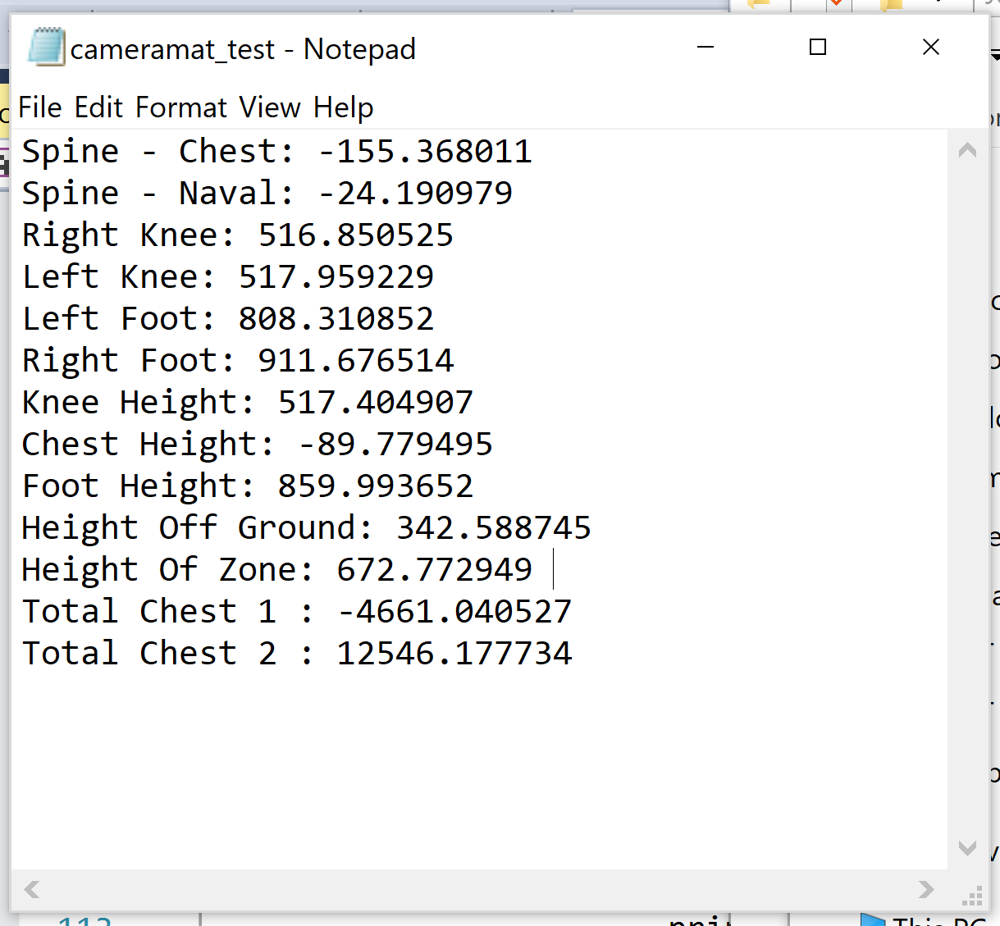 cameramat_test - Notepad
File Edit Format View Help
Spine - Chest: -155.368011
Spine - Naval: -24.190979
Right Knee: 516.850525
Left Knee: 517.959229
Left Foot: 808.310852
Right Foot: 911.676514
Knee Height: 517.404907
Chest Height: -89.779495
Foot Height: 859.993652
Height Off Ground: 342.588745
Height Of Zone: 672.772949
Total Chest 1 : -4661.040527
Total Chest 2 : 12546.177734
This PC